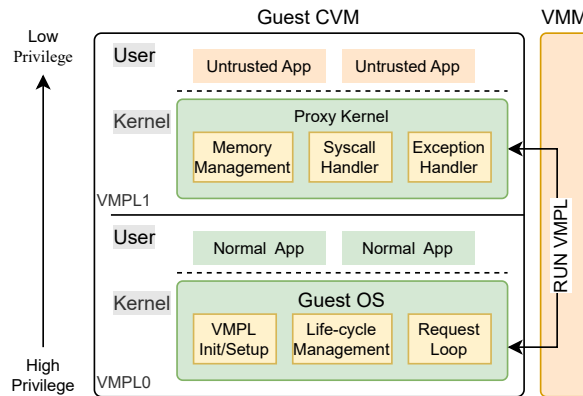 Guest CVM
VMM
Low
Privilege
User
Untrusted App
Untrusted App
Kernel
Proxy Kernel
Memory
Management
Syscall
Handler
Exception
Handler
VMPL1
RUN VMPL
User
Normal App
Normal App
Kernel
Guest OS
VMPL
Init/Setup
Life-cycle
Management
Request
Loop
High
Privilege
VMPL0